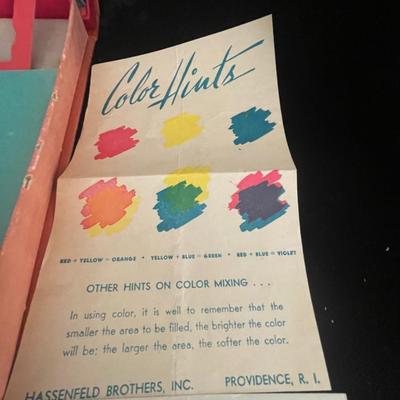 Color Hints
RED + YELLOW = ORANGE • YELLOW + BLUE = GREEN • RED + BLUE = VIOLET
OTHER HINTS ON COLOR MIXING . . .
In using color, it is well to remember that the
smaller the area to be filled, the brighter the color
will be; the larger the area, the softer the color.
HASSENFELD BROTHERS, INC. PROVIDENCE, R. I.